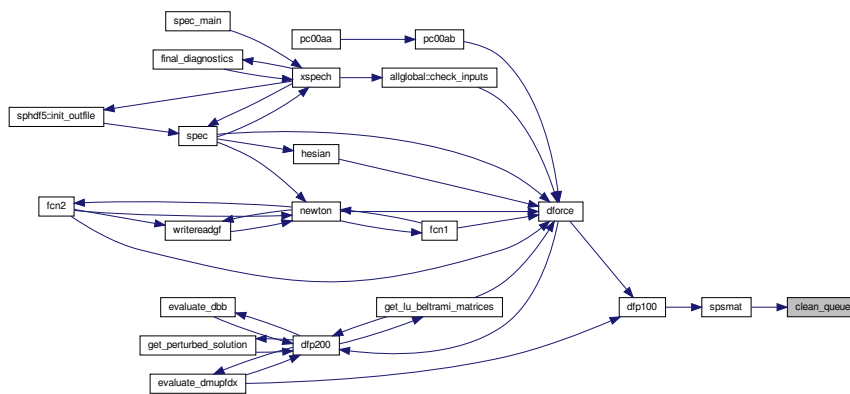 spec_main
final_diagnostics
sphdf5::init_outfile
spec
pc00aa
pc00ab
xspech
allglobal::check_inputs
hesian
fcn2
writereadgf
newton
fcn1
dforce
evaluate_dbb
get_perturbed_solution
evaluate_dmupfdx
dfp200
get_lu_beltrami_matrices
dfp100
spsmat
clean_queue